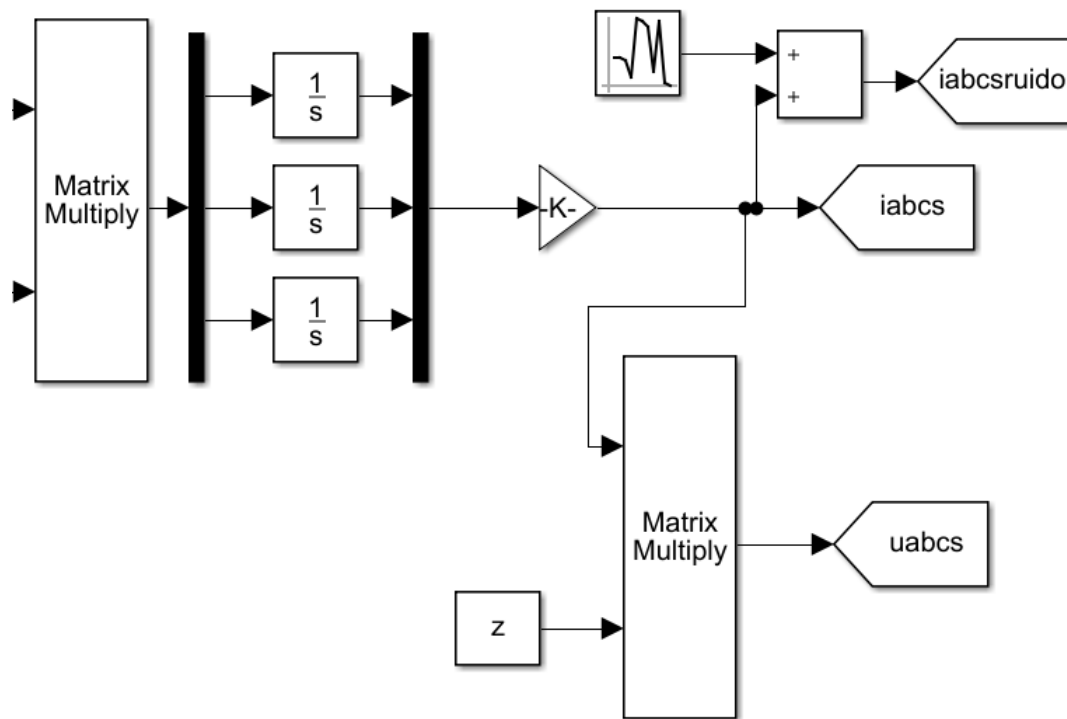 Matrix
Multiply
1
s
1
s
1
s
-K-
+
+
iabcsruido
iabcs
Matrix
Multiply
z
uabcs